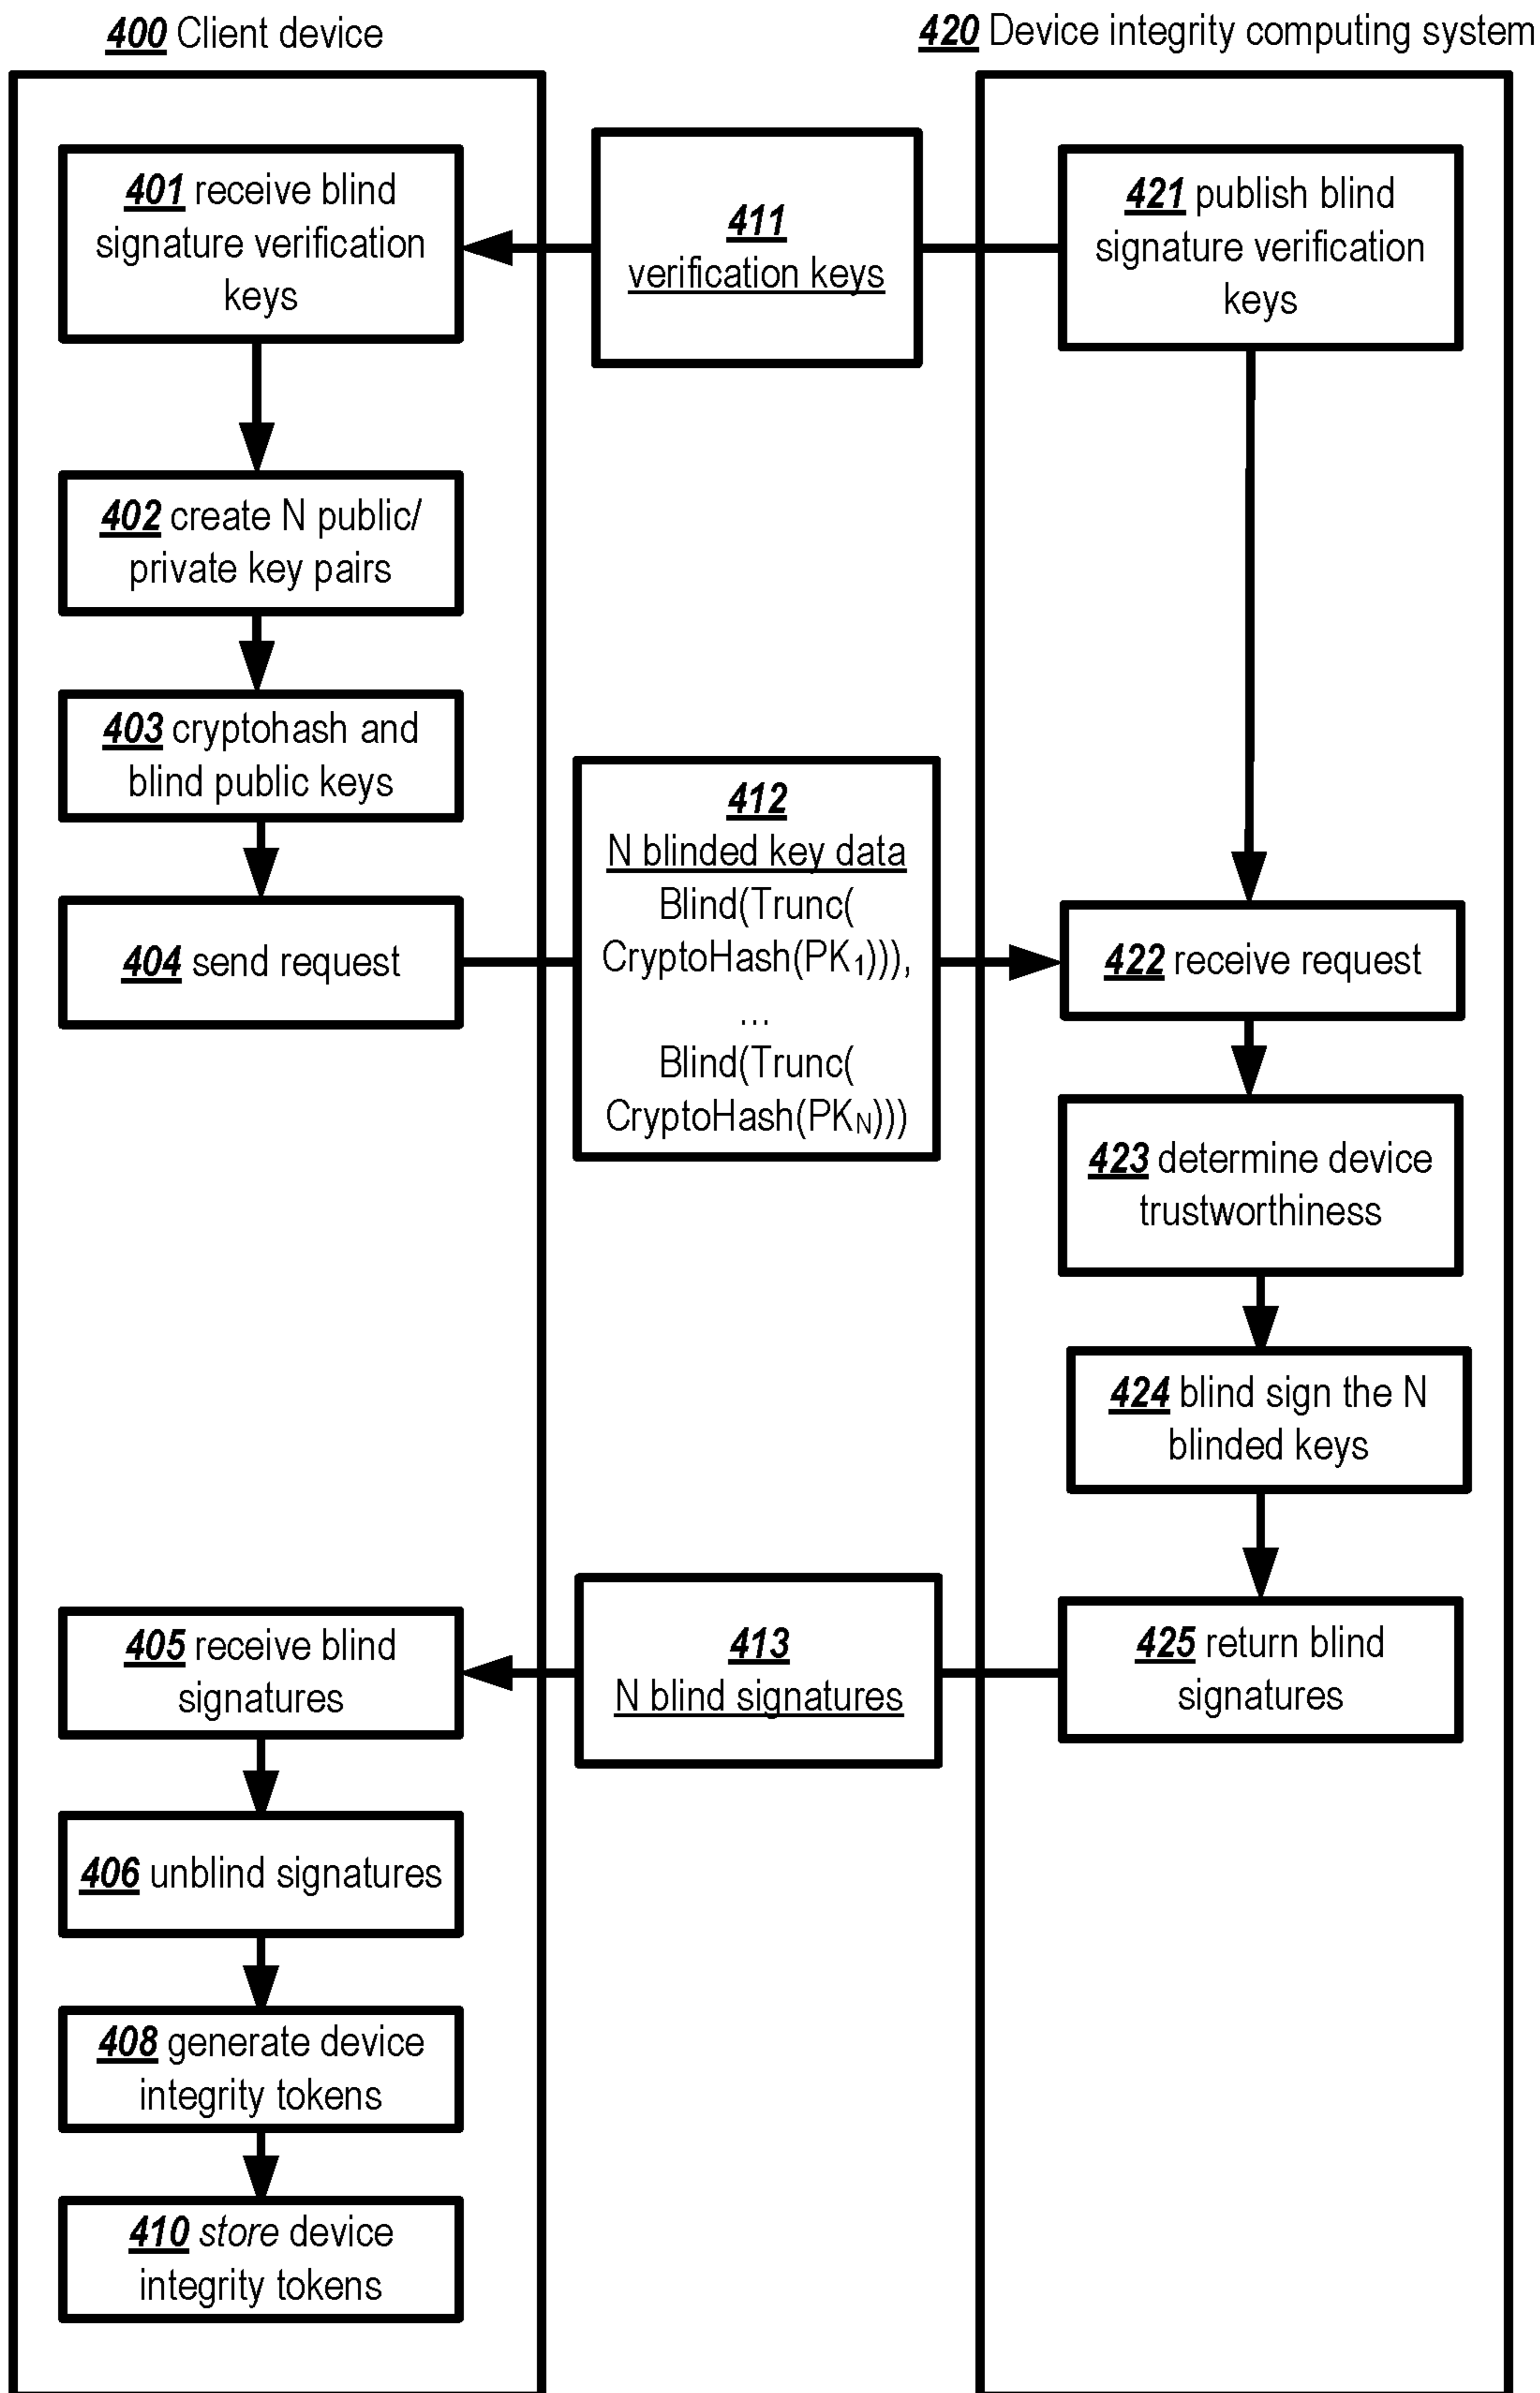 400 Client device
420 Device integrity computing system
401 receive blind
signature verification
keys
411
verification keys
421 publish blind
signature verification
keys
402 create N public/
private key pairs
403 cryptohash and
blind public keys
404 send request
412
N blinded key data
Blind(Trunc(
CryptoHash(PK1))),
...
Blind(Trunc(
CryptoHash(PKN)))
422 receive request
423 determine device
trustworthiness
424 blind sign the N
blinded keys
405 receive blind
signatures
413
N blind signatures
425 return blind
signatures
406 unblind signatures
408 generate device
integrity tokens
410 store device
integrity tokens